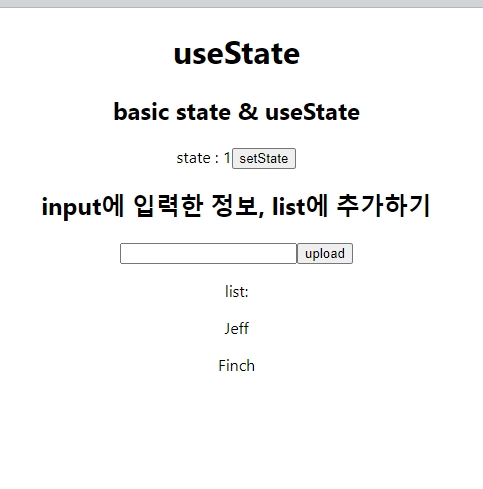 useState
basic state & useState
state : 1 setState
input에 입력한 정보, list에 추가하기
upload
list:
Jeff
Finch